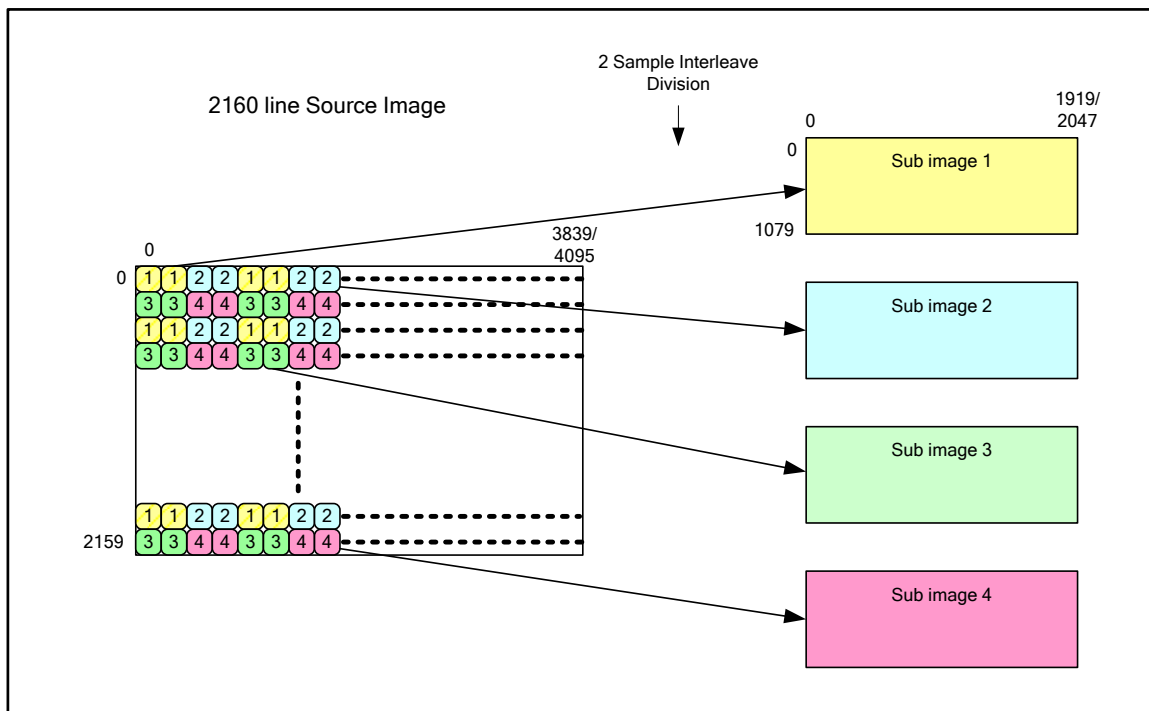 2 Sample Interleave
Division
2160 line Source Image
1919/
2047
0
0
Sub image 1
1079
3839/
4095
0
0
1 1 2 2 1 1 2 2
3 3 4 4 3 3 4 4
1 1 2 2 1 1 2 2
3 3 4 4 3 3 4 4
Sub image 2
Sub image 3
1 1 2 2 1 1 2 2
2159
3 3 4 4 3 3 4 4
Sub image 4